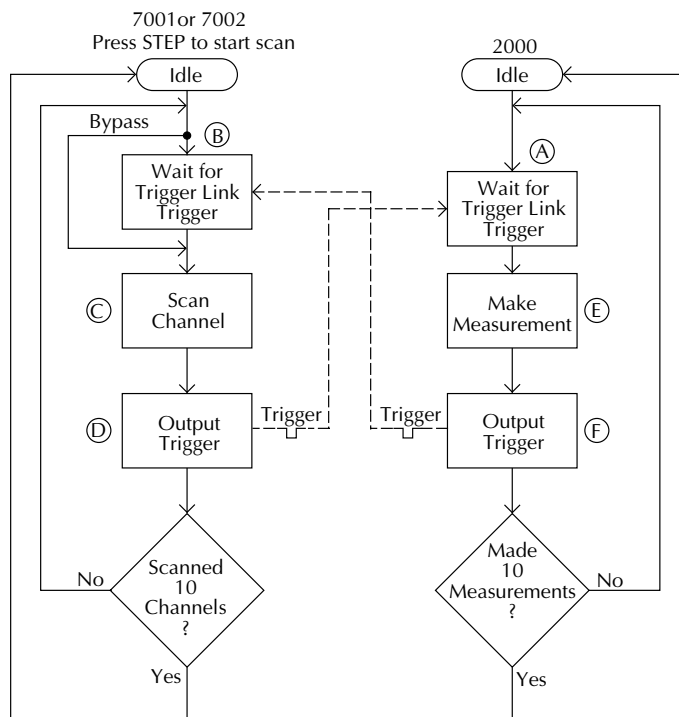 7001or 7002
Press STEP to start scan
Idle
Bypass
B
Wait for
Trigger Link
Trigger
C
Scan
Channel
D
Output
Trigger
Trigger
No
Scanned
10
Channels
?
Yes
2000
Idle
A
Wait for
Trigger Link
Trigger
Make
Measurement
E
Trigger
Output
Trigger
F
Made
10
Measurements
?
No
Yes